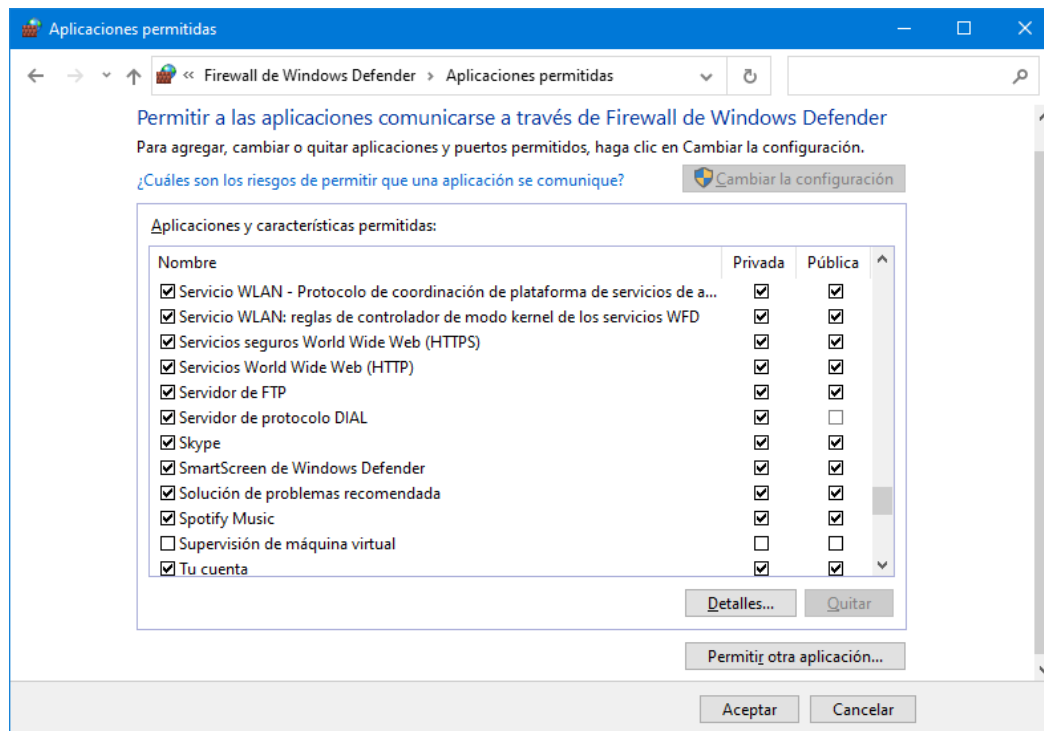 Aplicaciones permitidas
« Firewall de Windows Defender › Aplicaciones permitidas
Permitir a las aplicaciones comunicarse a través de Firewall de Windows Defender
Para agregar, cambiar o quitar aplicaciones y puertos permitidos, haga clic en Cambiar la configuración.
¿Cuáles son los riesgos de permitir que una aplicación se comunique? Cambiar la configuración
Aplicaciones y características permitidas:
Nombre Privada Pública
Servicio WLAN - Protocolo de coordinación de plataforma de servicios de a...
Servicio WLAN: reglas de controlador de modo kernel de los servicios WFD
Servicios seguros World Wide Web (HTTPS)
Servicios World Wide Web (HTTP)
Servidor de FTP
Servidor de protocolo DIAL
Skype
SmartScreen de Windows Defender
Solución de problemas recomendada
Spotify Music
Supervisión de máquina virtual
Tu cuenta
Detalles... Quitar
Permitir otra aplicación...
Aceptar Cancelar